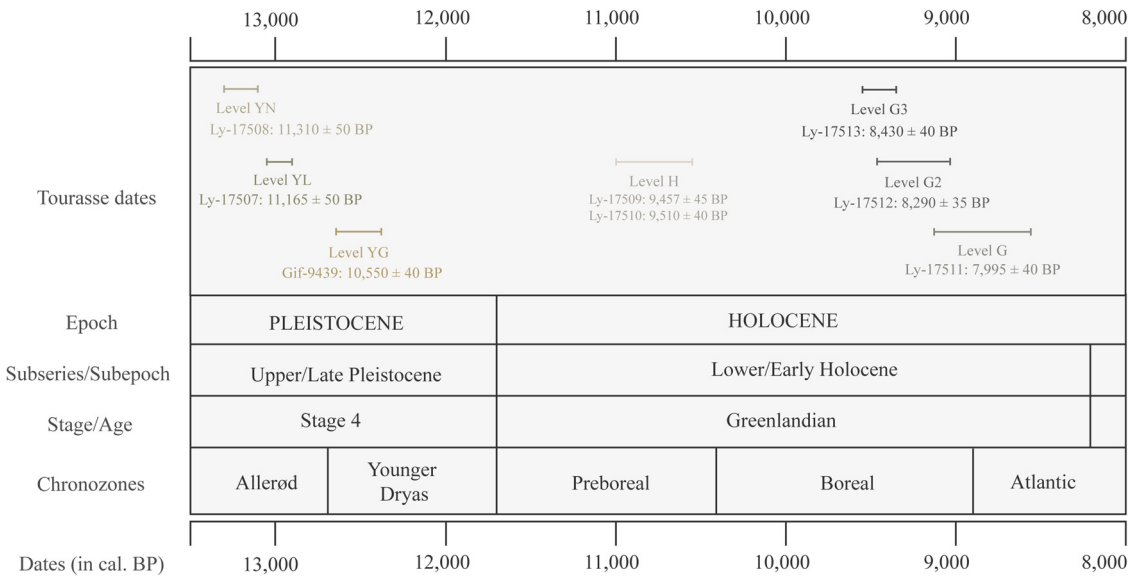 13,000 12,000 11,000 10,000 9,000 8,000
Level YN
Ly-17508: 11,310 ± 50 BP
Level G3
Ly-17513: 8,430 ± 40 BP
Tourasse dates
Level YL
Ly-17507: 11,165 ± 50 BP
Level H
Ly-17509: 9,457 ± 45 BP
Ly-17510: 9,510 ± 40 BP
Level G2
Ly-17512: 8,290 ± 35 BP
Level YG
Gif-9439: 10,550 ± 40 BP
Level G
Ly-17511: 7,995 ± 40 BP
Epoch PLEISTOCENE HOLOCENE
Subseries/Subepoch Upper/Late Pleistocene Lower/Early Holocene
Stage/Age Stage 4 Greenlandian
Chronozones Allerød
Younger
Dryas
Preboreal Boreal Atlantic
Dates (in cal. BP) 13,000 12,000 11,000 10,000 9,000 8,000